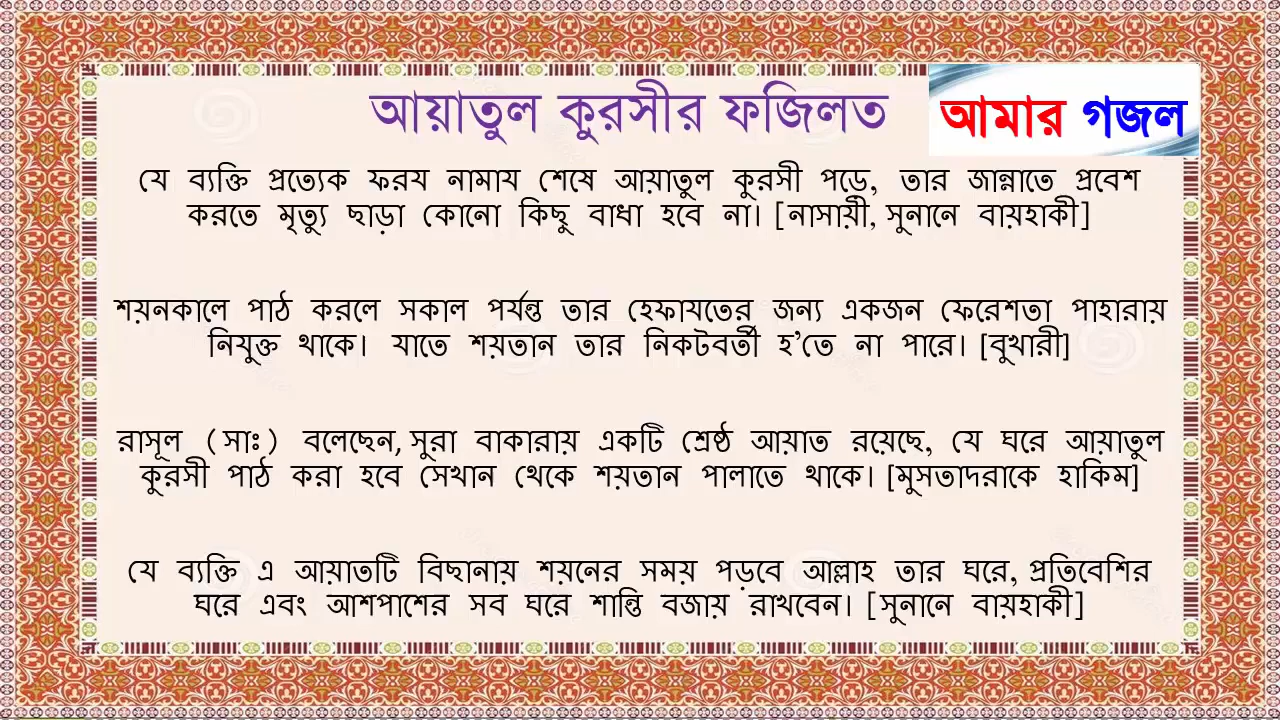 আয়াতুল কুরসীর ফজিলত
আমার গজল
যে ব্যক্তি প্রত্যেক ফরয নামায শেষে আয়াতুল কুরসী পড়ে, তার জান্নাতে প্রবেশ
করতে মৃত্যু ছাড়া কোনো কিছু বাধা হবে না। [নাসায়ী, সুনানে বায়হাকী]
শয়নকালে পাঠ করলে সকাল পর্যন্ত তার হেফাযতের জন্য একজন ফেরেশতা পাহারায়
নিযুক্ত থাকে। যাতে শয়তান তার নিকটবর্তী হ’তে না পারে। [বুখারী]
রাসূল (সাঃ) বলেছেন, সুরা বাকারায় একটি শ্রেষ্ঠ আয়াত রয়েছে, যে ঘরে আয়াতুল
কুরসী পাঠ করা হবে সেখান থেকে শয়তান পালাতে থাকে। [মুসতাদরাকে হাকিম]
যে ব্যক্তি এ আয়াতটি বিছানায় শয়নের সময় পড়বে আল্লাহ তার ঘরে, প্রতিবেশির
ঘরে এবং আশপাশের সব ঘরে শান্তি বজায় রাখবেন। [সুনানে বায়হাকী]